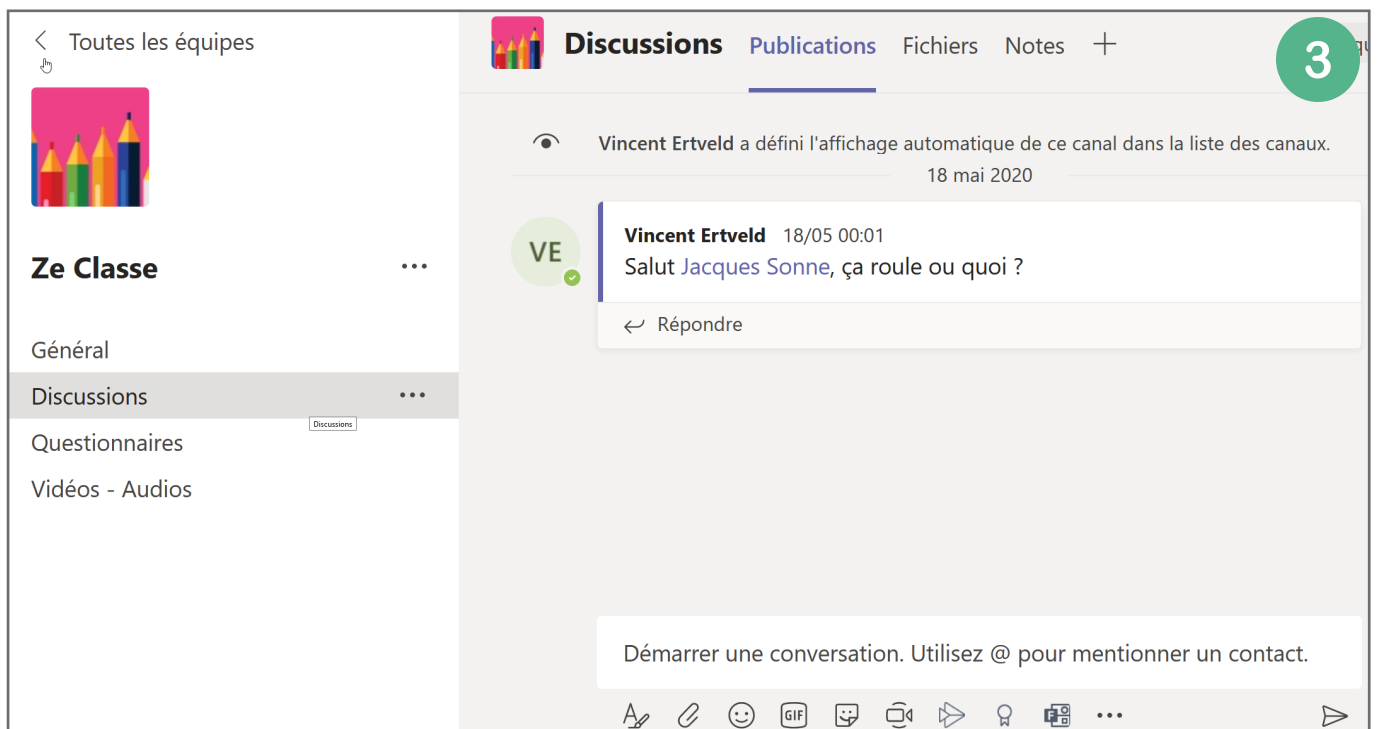 Toutes les équipes
Ze Classe
Général
Discussions
Discussions
Questionnaires
Vidéos - Audios
Discussions Publications Fichiers Notes
3
Vincent Ertveld a défini l'affichage automatique de ce canal dans la liste des canaux.
18 mai 2020
VE
Vincent Ertveld 18/05 00:01
Salut Jacques Sonne, ça roule ou quoi ?
Répondre
Démarrer une conversation. Utilisez @ pour mentionner un contact.
GIF